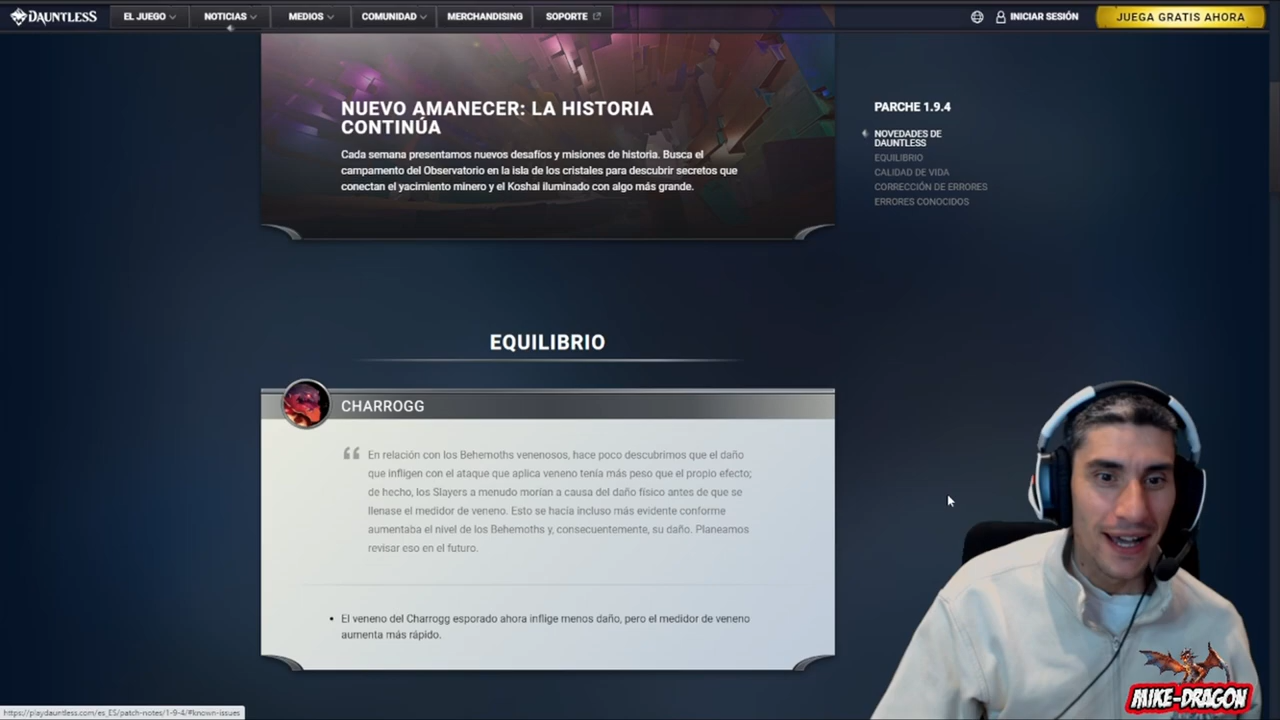 DAUNTLESS
EL JUEGO
NOTICIAS
MEDIOS
COMUNIDAD
MERCHANDISING
SOPORTE
INICIAR SESIÓN
JUEGA GRATIS AHORA
NUEVO AMANECER: LA HISTORIA
CONTINÚA
Cada semana presentamos nuevos desafíos y misiones de historia. Busca el
campamento del Observatorio en la isla de los cristales para descubrir secretos que
conectan el yacimiento minero y el Koshai iluminado con algo más grande.
PARCHE 1.9.4
NOVEDADES DE
DAUNTLESS
EQUILIBRIO
CALIDAD DE VIDA
CORRECCIÓN DE ERRORES
ERRORES CONOCIDOS
EQUILIBRIO
CHARROGG
“ En relación con los Behemoths venenosos, hace poco descubrimos que el daño
que infligen con el ataque que aplica veneno tenía más peso que el propio efecto;
de hecho, los Slayers a menudo morían a causa del daño físico antes de que se
llenase el medidor de veneno. Esto se hacía incluso más evidente conforme
aumentaba el nivel de los Behemoths y, consecuentemente, su daño. Planeamos
revisar eso en el futuro.
• El veneno del Charrogg esporado ahora inflige menos daño, pero el medidor de veneno
aumenta más rápido.
MIKE-DRAGON
https://playdauntless.com/es_ES/patch-notes/1-9-4/#known-issues